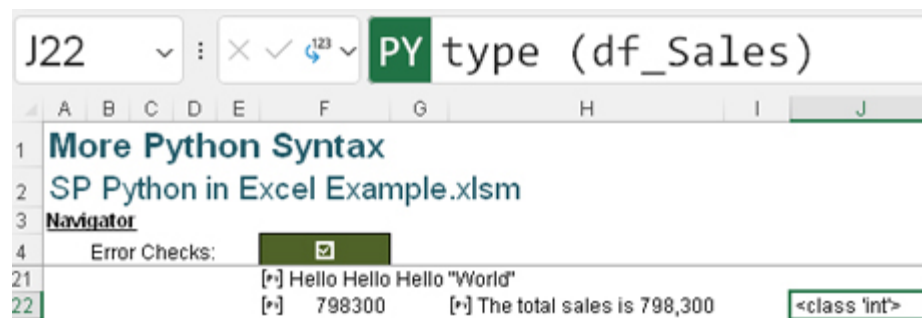 J22 123 PY type (df_Sales)
A B C D E F G H I J
1 More Python Syntax
2 SP Python in Excel Example.xlsm
3 Navigator
4 Error Checks:
21 [PY] Hello Hello Hello "World"
22 [PY] 798300 [PY] The total sales is 798,300 <class 'int'>